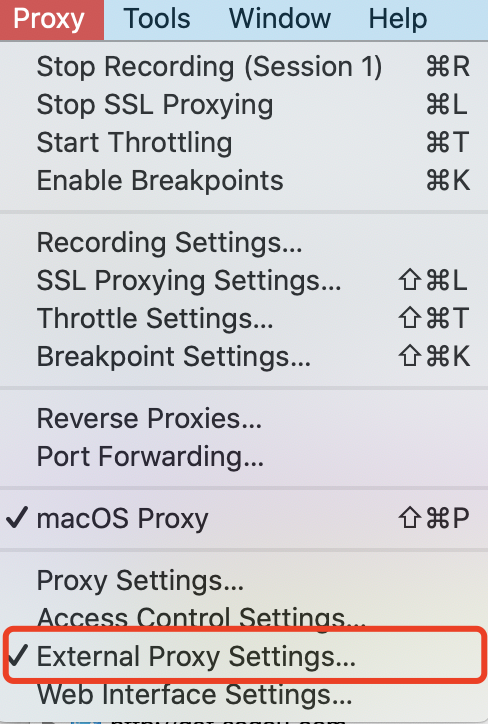 Proxy Tools Window Help
Stop Recording (Session 1) ⌘R
Stop SSL Proxying ⌘L
Start Throttling ⌘T
Enable Breakpoints ⌘K
Recording Settings...
SSL Proxying Settings... ⇧⌘L
Throttle Settings... ⇧⌘T
Breakpoint Settings... ⇧⌘K
Reverse Proxies...
Port Forwarding...
✓ macOS Proxy ⇧⌘P
Proxy Settings...
Access Control Settings...
✓ External Proxy Settings...
Web Interface Settings...